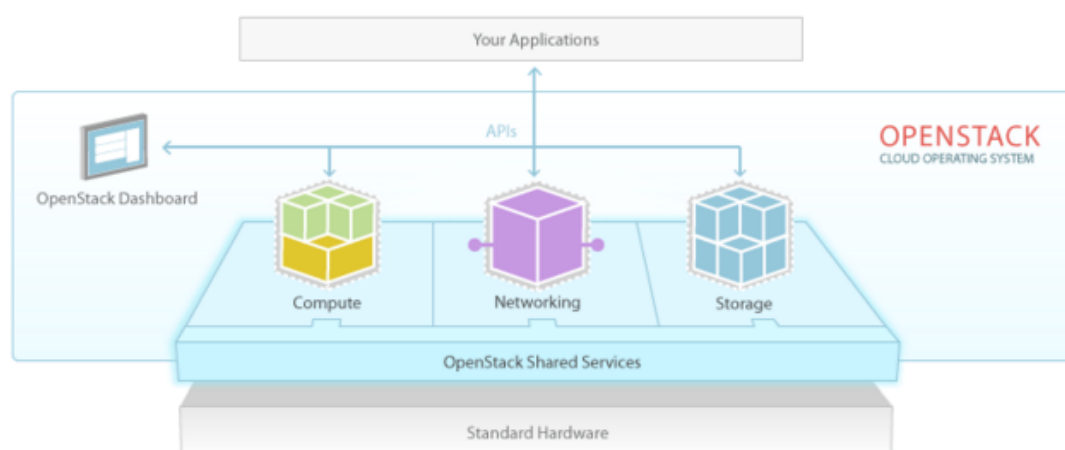 Your Applications
APIs
OPENSTACK
CLOUD OPERATING SYSTEM
OpenStack Dashboard
Compute
Networking
Storage
OpenStack Shared Services
Standard Hardware